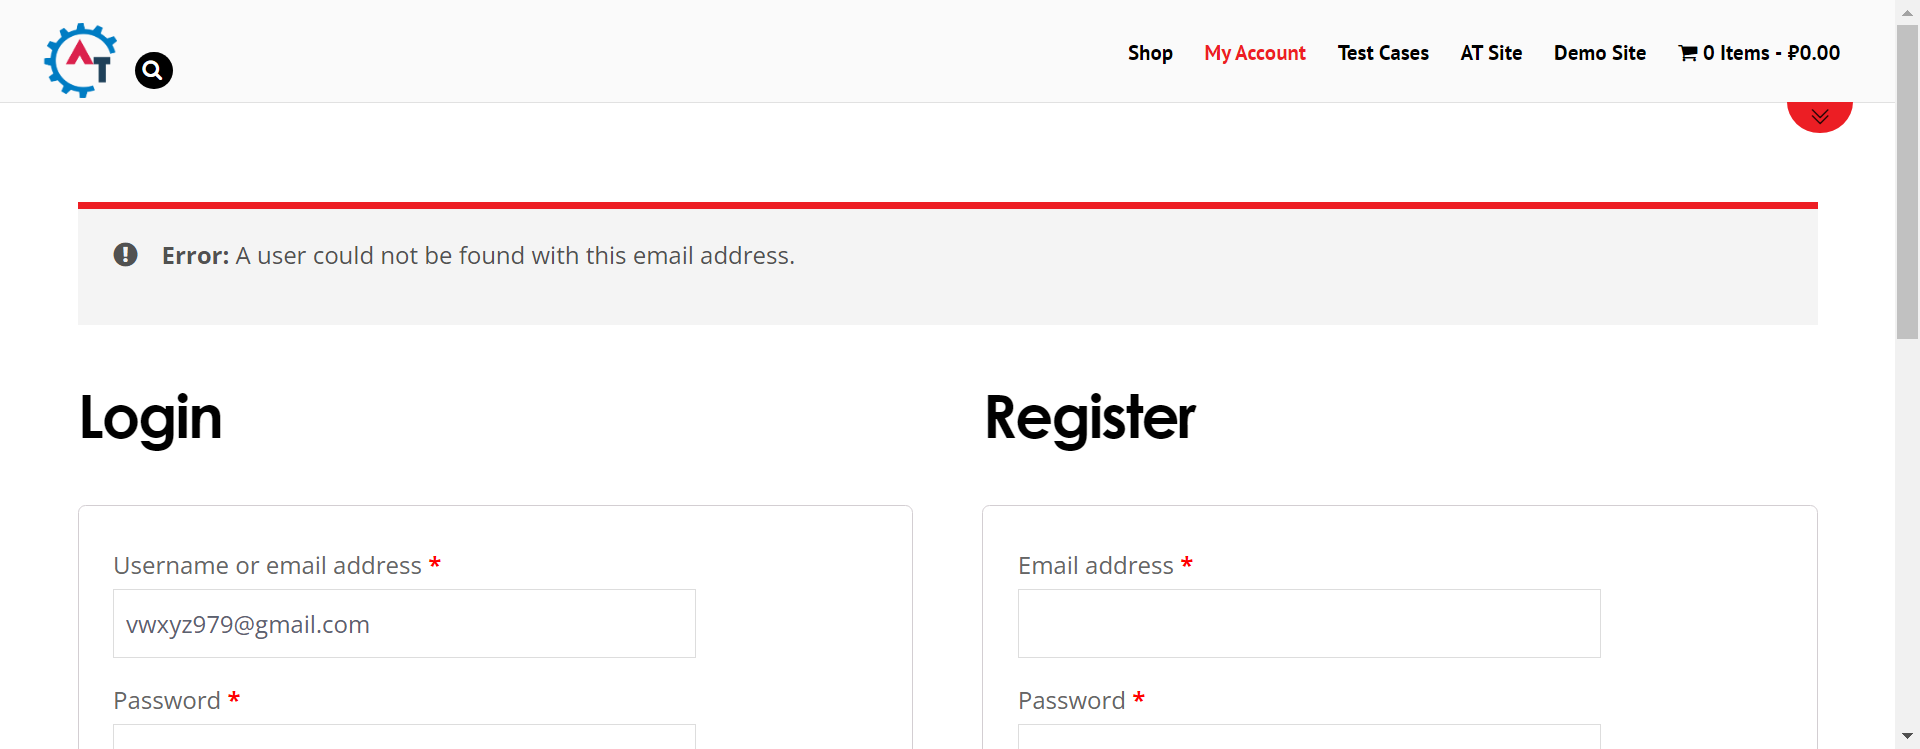 AT
Shop My Account Test Cases AT Site Demo Site 0 Items - ₽0.00
Error: A user could not be found with this email address.
Login
Register
Username or email address *
vwxyz979@gmail.com
Password *
Email address *
Password *